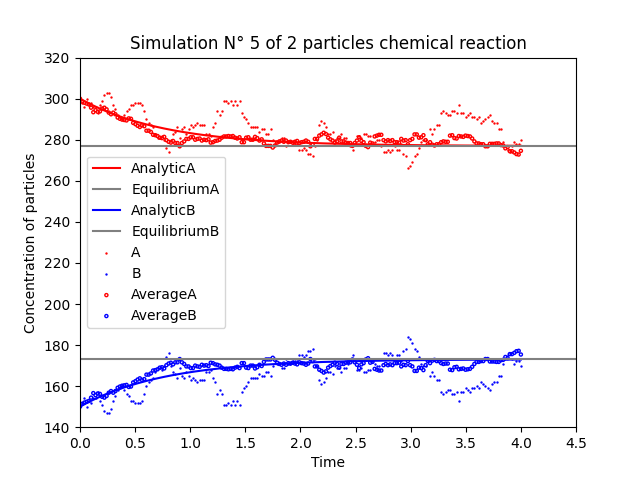 Simulation N° 5 of 2 particles chemical reaction
Concentration of particles
320
300
280
260
240
220
200
180
160
140
AnalyticA
EquilibriumA
AnalyticB
EquilibriumB
A
B
AverageA
AverageB
0.0 0.5 1.0 1.5 2.0 2.5 3.0 3.5 4.0 4.5
Time